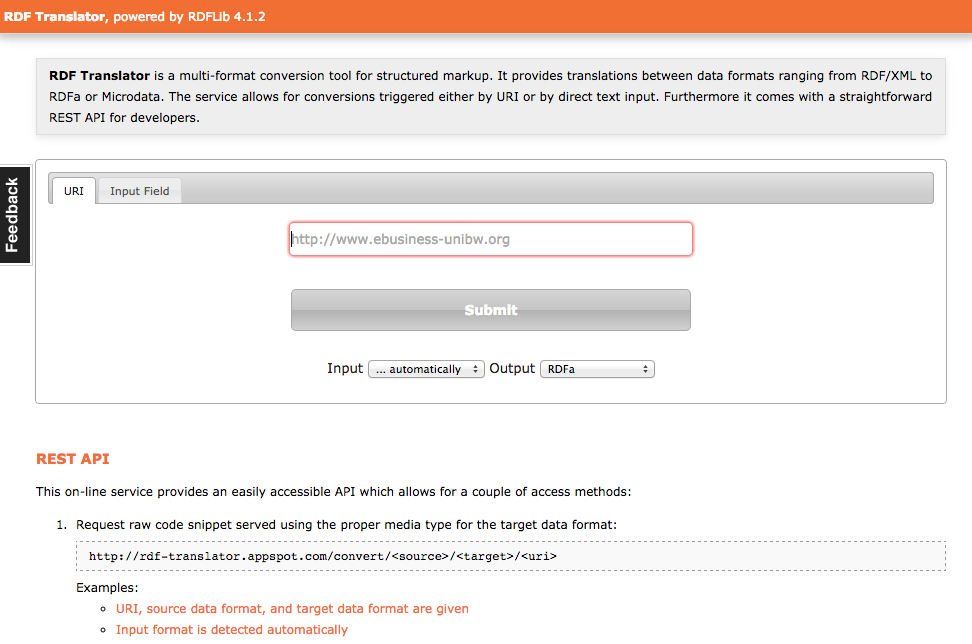 RDF Translator, powered by RDFLib 4.1.2
RDF Translator is a multi-format conversion tool for structured markup. It provides translations between data formats ranging from RDF/XML to
RDFa or Microdata. The service allows for conversions triggered either by URI or by direct text input. Furthermore it comes with a straightforward
REST API for developers.
Feedback
URI Input Field
http://www.ebusiness-unibw.org
Submit
Input ... automatically Output RDFa
REST API
This on-line service provides an easily accessible API which allows for a couple of access methods:
1. Request raw code snippet served using the proper media type for the target data format:
http://rdf-translator.appspot.com/convert/<source>/<target>/<uri>
Examples:
URI, source data format, and target data format are given
Input format is detected automatically